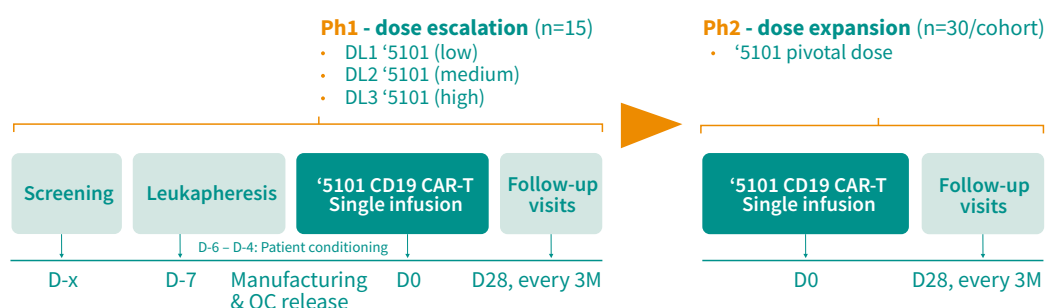 Ph1 - dose escalation (n=15)
• DL1 ‘5101 (low)
• DL2 ‘5101 (medium)
• DL3 ‘5101 (high)
Ph2 - dose expansion (n=30/cohort)
• ‘5101 pivotal dose
Screening
Leukapheresis
‘5101 CD19 CAR-T
Single infusion
Follow-up
visits
‘5101 CD19 CAR-T
Single infusion
Follow-up
visits
D-6 – D-4: Patient conditioning
D-x
D-7
Manufacturing
& QC release
D0
D28, every 3M
D0
D28, every 3M